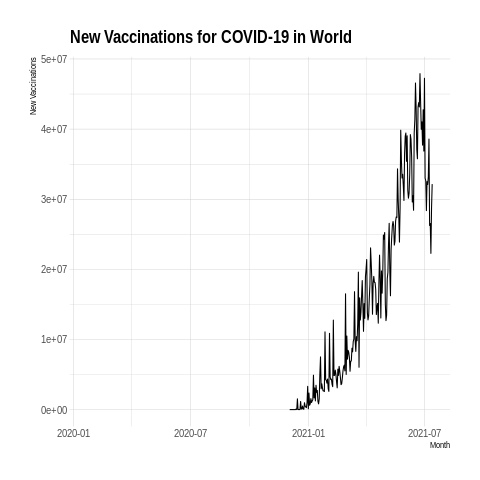 New Vaccinations for COVID-19 in World
New Vaccinations
5e+07
4e+07
3e+07
2e+07
1e+07
0e+00
2020-01 2020-07 2021-01 2021-07
Month